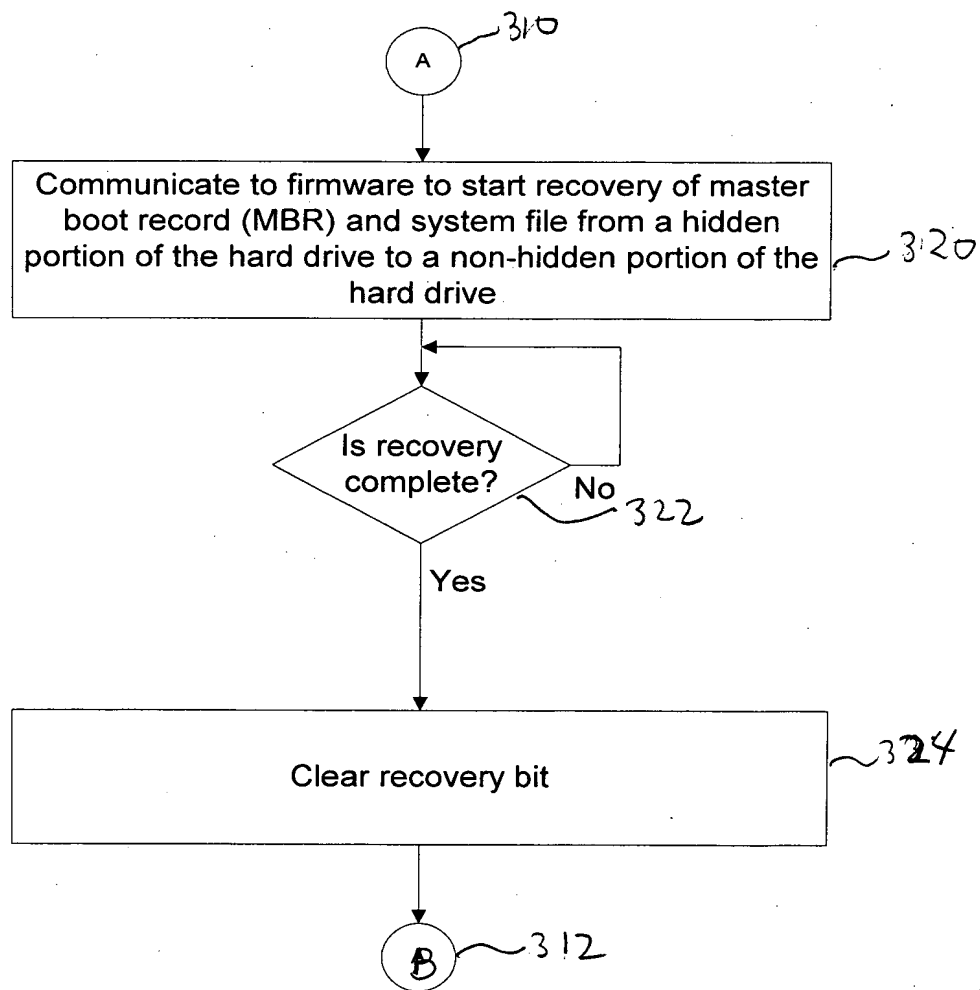 310
A
Communicate to firmware to start recovery of master
boot record (MBR) and system file from a hidden
portion of the hard drive to a non-hidden portion of the
hard drive
320
Is recovery
complete?
No
322
Yes
Clear recovery bit
324
B
312